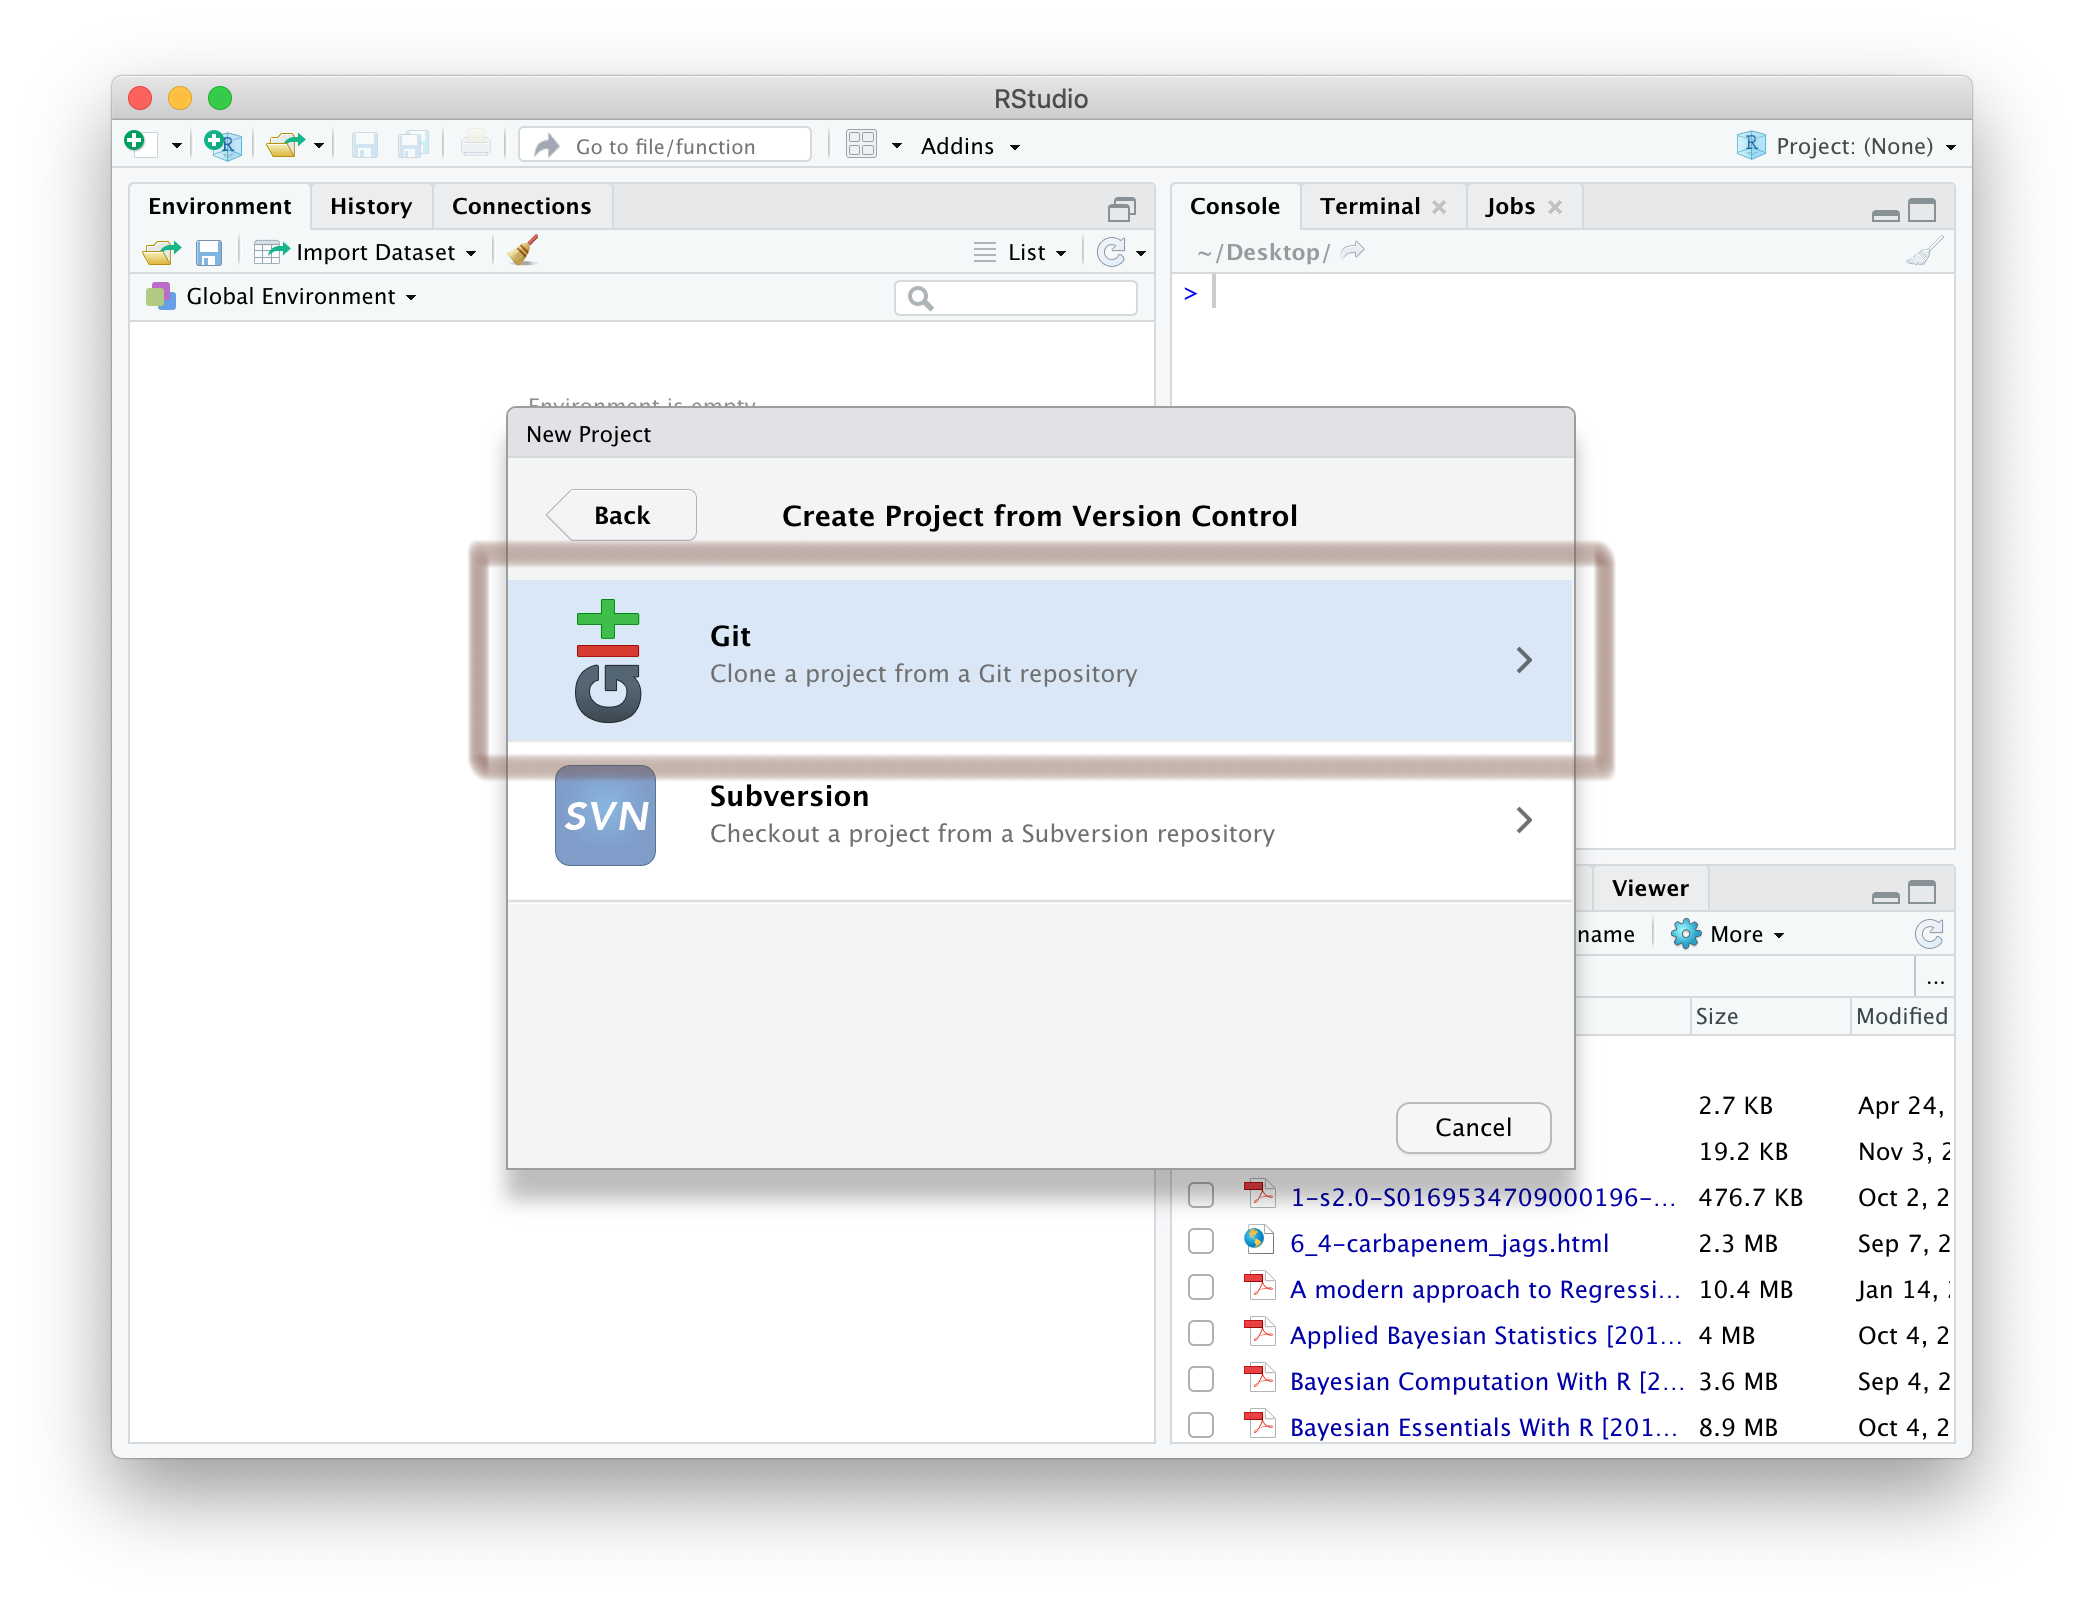 RStudio
Go to file/function
Addins
Project: (None)
Environment
History
Connections
Import Dataset
List
Global Environment
Environment is empty
Console
Terminal
Jobs
~/Desktop/
>
New Project
Back
Create Project from Version Control
Git
Git
Clone a project from a Git repository
SVN
Subversion
Checkout a project from a Subversion repository
Cancel
Viewer
name
More
...
Size
Modified
2.7 KB
Apr 24,
19.2 KB
Nov 3, 2
1-s2.0-S0169534709000196-...
476.7 KB
Oct 2, 2
6_4-carbapenem_jags.html
2.3 MB
Sep 7, 2
A modern approach to Regressi...
10.4 MB
Jan 14,
Applied Bayesian Statistics [201...
4 MB
Oct 4, 2
Bayesian Computation With R [2...
3.6 MB
Sep 4, 2
Bayesian Essentials With R [201...
8.9 MB
Oct 4, 2